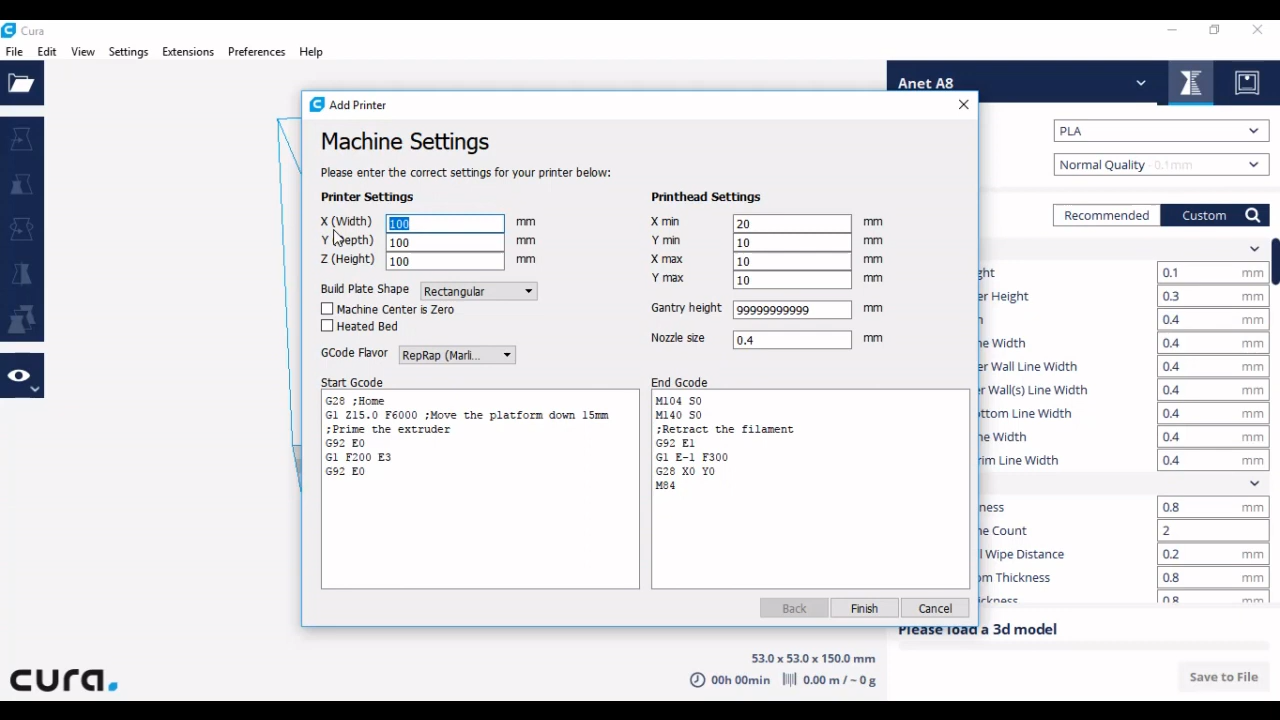 Cura
File Edit View Settings Extensions Preferences Help
Anet A8
Add Printer
Machine Settings
Please enter the correct settings for your printer below:
Printer Settings
X (Width) 100 mm
Y (Depth) 100 mm
Z (Height) 100 mm
Build Plate Shape Rectangular
Machine Center is Zero
Heated Bed
GCode Flavor RepRap (Marli...
Start Gcode
G28 ;Home
G1 Z15.0 F6000 ;Move the platform down 15mm
;Prime the extruder
G92 E0
G1 F200 E3
G92 E0
Printhead Settings
X min 20 mm
Y min 10 mm
X max 10 mm
Y max 10 mm
Gantry height 99999999999 mm
Nozzle size 0.4 mm
End Gcode
M104 S0
M140 S0
;Retract the filament
G92 E1
G1 E-1 F300
G28 X0 Y0
M84
Back Finish Cancel
PLA
Normal Quality - 0.1mm
Recommended Custom
ght 0.1 mm
er Height 0.3 mm
0.4 mm
ne Width 0.4 mm
er Wall Line Width 0.4 mm
er Wall(s) Line Width 0.4 mm
ottom Line Width 0.4 mm
ne Width 0.4 mm
rim Line Width 0.4 mm
ness 0.8 mm
ne Count 2
l Wipe Distance 0.2 mm
om Thickness 0.8 mm
ickness 0.8 mm
Please load a 3d model
53.0 x 53.0 x 150.0 mm
00h 00min 0.00 m / ~ 0 g
Save to File
cura.